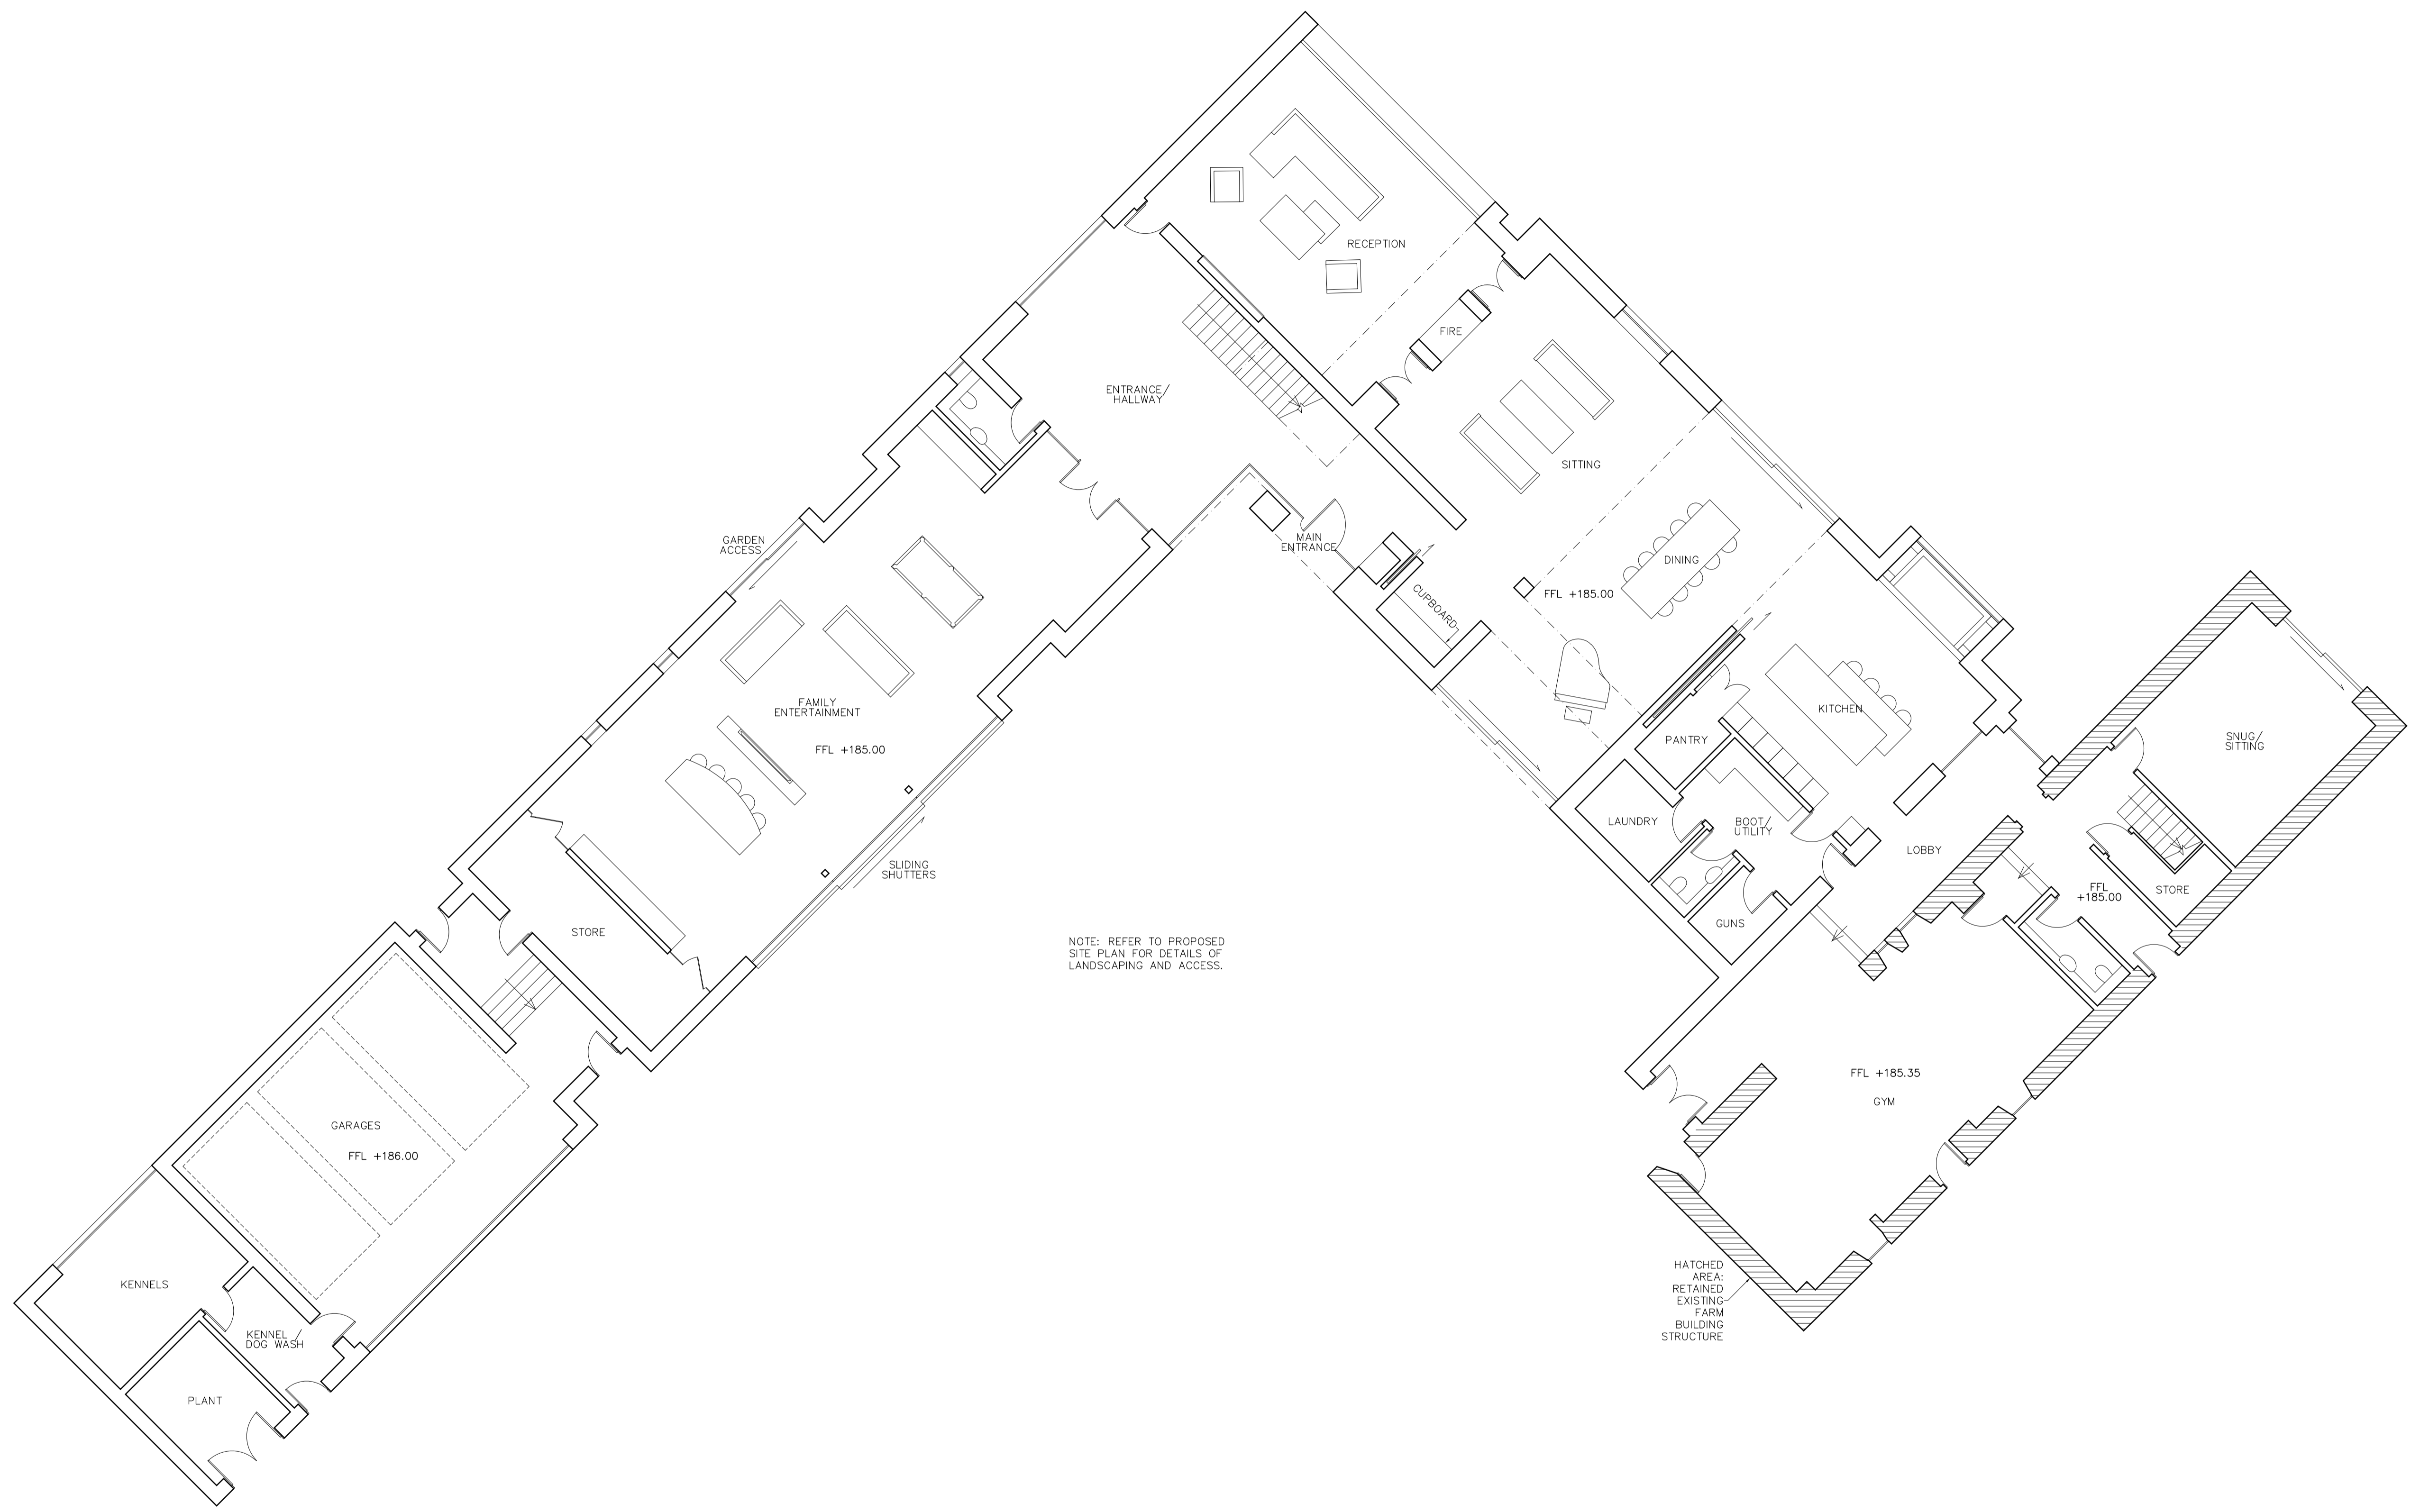 RECEPTION
FIRE
ENTRANCE/
HALLWAY
SITTING
GARDEN
ACCESS
MAIN
ENTRANCE
DINING
FFL +185.00
CUPBOARD
FAMILY
ENTERTAINMENT
FFL +185.00
KITCHEN
PANTRY
SNUG/
SITTING
LAUNDRY
BOOT/
UTILITY
LOBBY
SLIDING
SHUTTERS
FFL
+185.00
STORE
GUNS
STORE
NOTE: REFER TO PROPOSED
SITE PLAN FOR DETAILS OF
LANDSCAPING AND ACCESS.
FFL +185.35
GYM
GARAGES
FFL +186.00
HATCHED
AREA:
RETAINED
EXISTING
FARM
BUILDING
STRUCTURE
KENNELS
KENNEL /
DOG WASH
PLANT